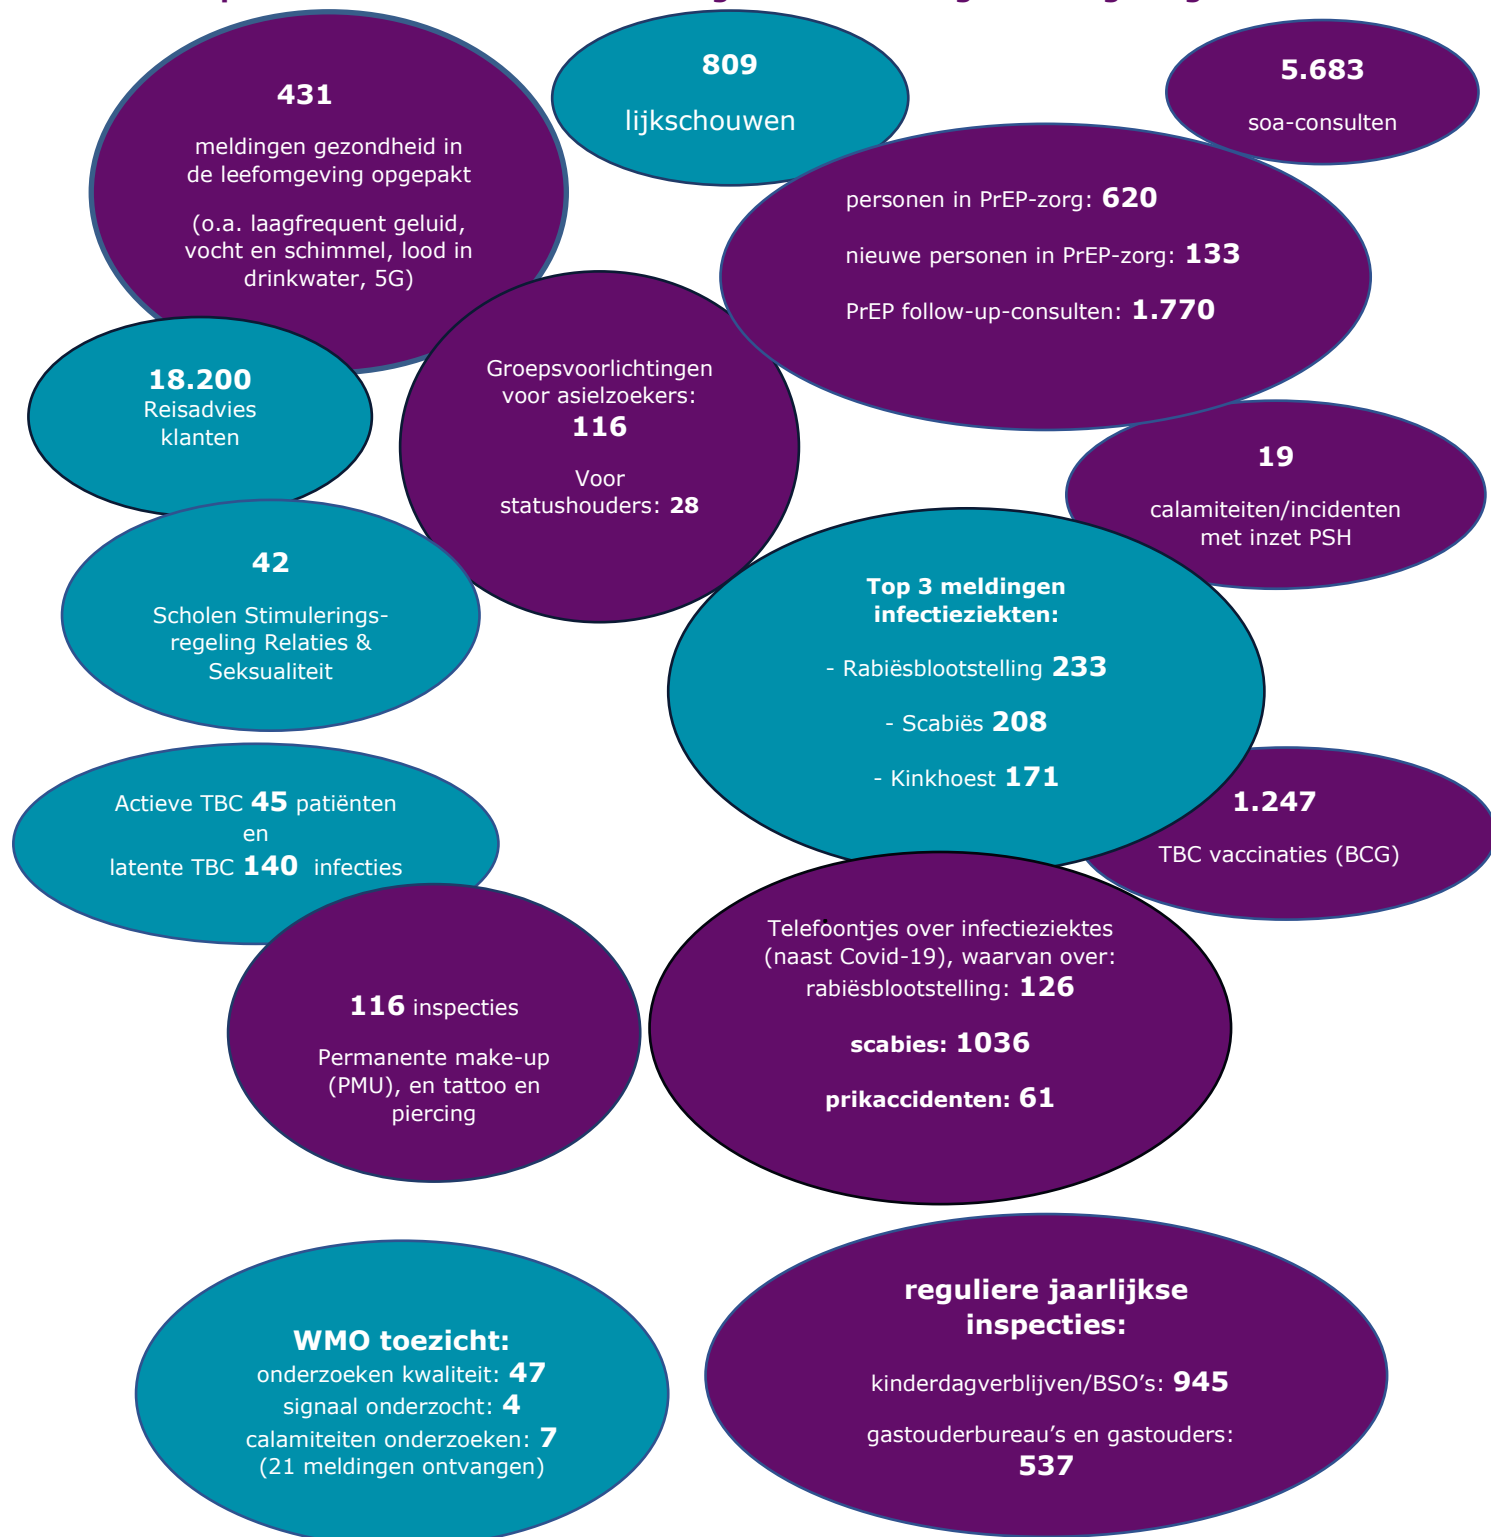 431
meldingen gezondheid in
de leefomgeving opgepakt
(o.a. laagfrequent geluid,
vocht en schimmel, lood in
drinkwater, 5G)
809
lijkschouwen
5.683
soa-consulten
personen in PrEP-zorg: 620
nieuwe personen in PrEP-zorg: 133
PrEP follow-up-consulten: 1.770
18.200
Reisadvies
klanten
Groepsvoorlichtingen
voor asielzoekers:
116
Voor
statushouders: 28
19
calamiteiten/incidenten
met inzet PSH
42
Scholen Stimulerings-
regeling Relaties &
Seksualiteit
Top 3 meldingen
infectieziekten:
- Rabiësblootstelling 233
- Scabiës 208
- Kinkhoest 171
Actieve TBC 45 patiënten
en
latente TBC 140 infecties
1.247
TBC vaccinaties (BCG)
116 inspecties
Permanente make-up
(PMU), en tattoo en
piercing
Telefoontjes over infectieziektes
(naast Covid-19), waarvan over:
rabiësblootstelling: 126
scabies: 1036
prikaccidenten: 61
WMO toezicht:
onderzoeken kwaliteit: 47
signaal onderzocht: 4
calamiteiten onderzoeken: 7
(21 meldingen ontvangen)
reguliere jaarlijkse
inspecties:
kinderdagverblijven/BSO's: 945
gastouderbureau's en gastouders:
537